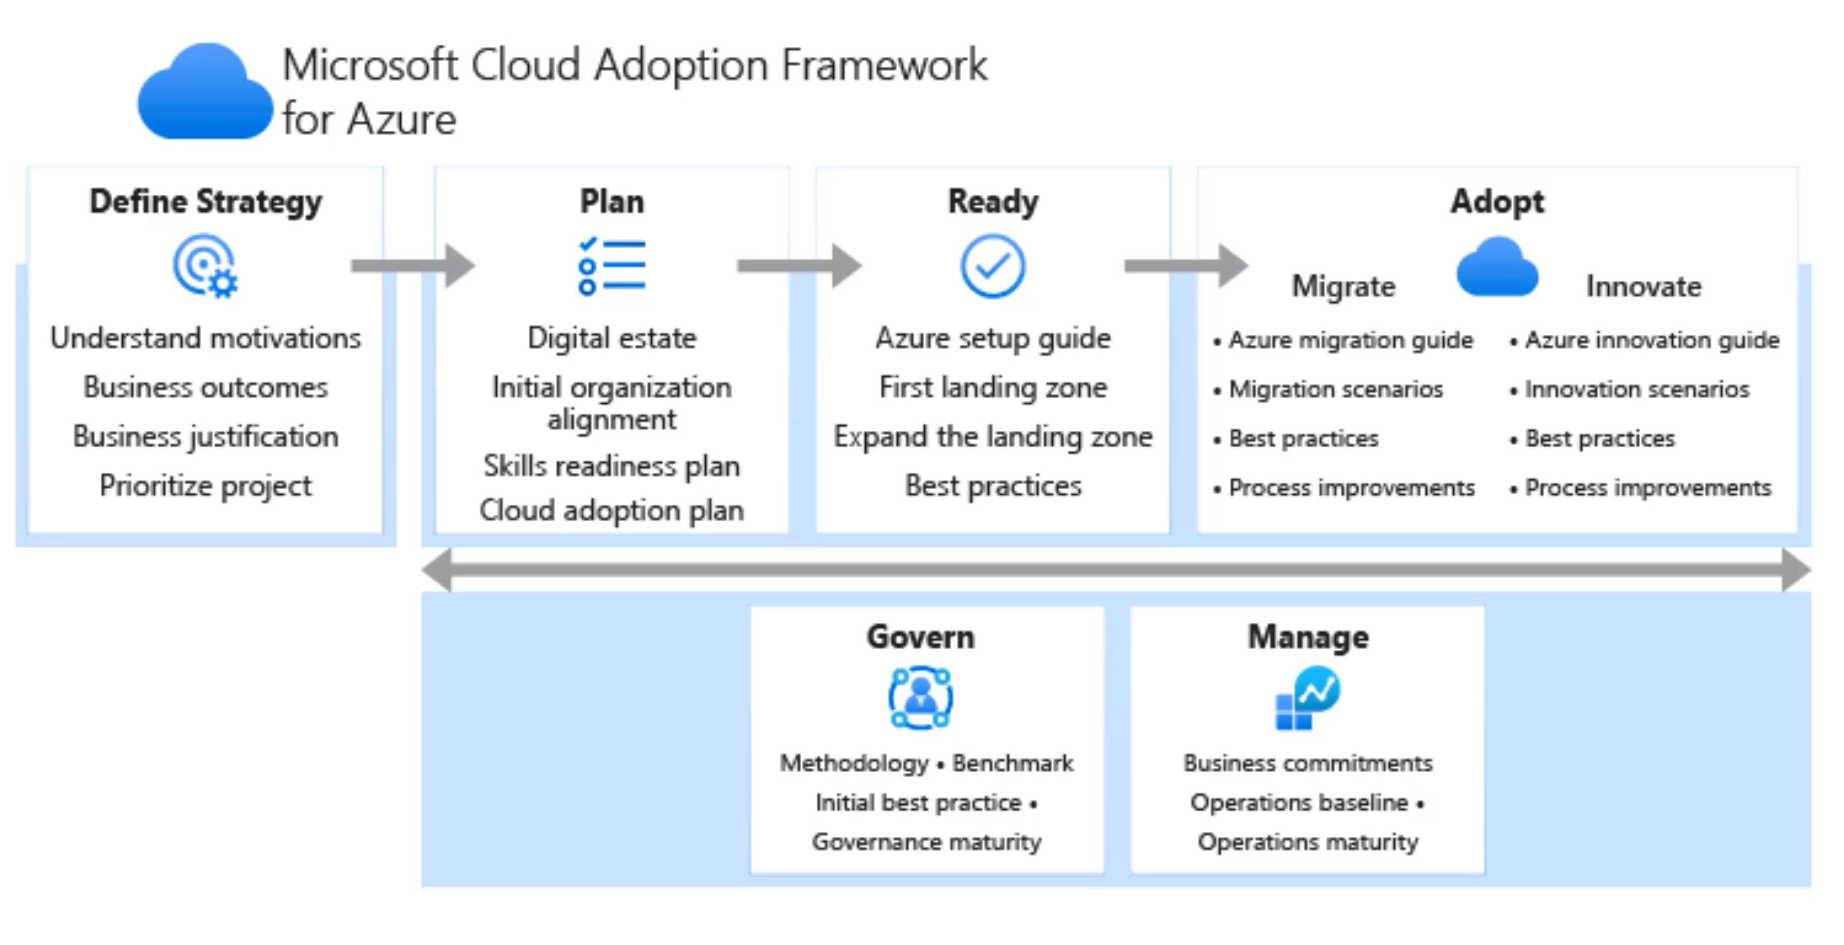 Microsoft Cloud Adoption Framework
for Azure
Define Strategy
Understand motivations
Business outcomes
Business justification
Prioritize project
Plan
Digital estate
Initial organization
alignment
Skills readiness plan
Cloud adoption plan
Ready
Azure setup guide
First landing zone
Expand the landing zone
Best practices
Adopt
Migrate
• Azure migration guide
• Migration scenarios
• Best practices
• Process improvements
Innovate
• Azure innovation guide
• Innovation scenarios
• Best practices
• Process improvements
Govern
Methodology • Benchmark
Initial best practice •
Governance maturity
Manage
Business commitments
Operations baseline •
Operations maturity